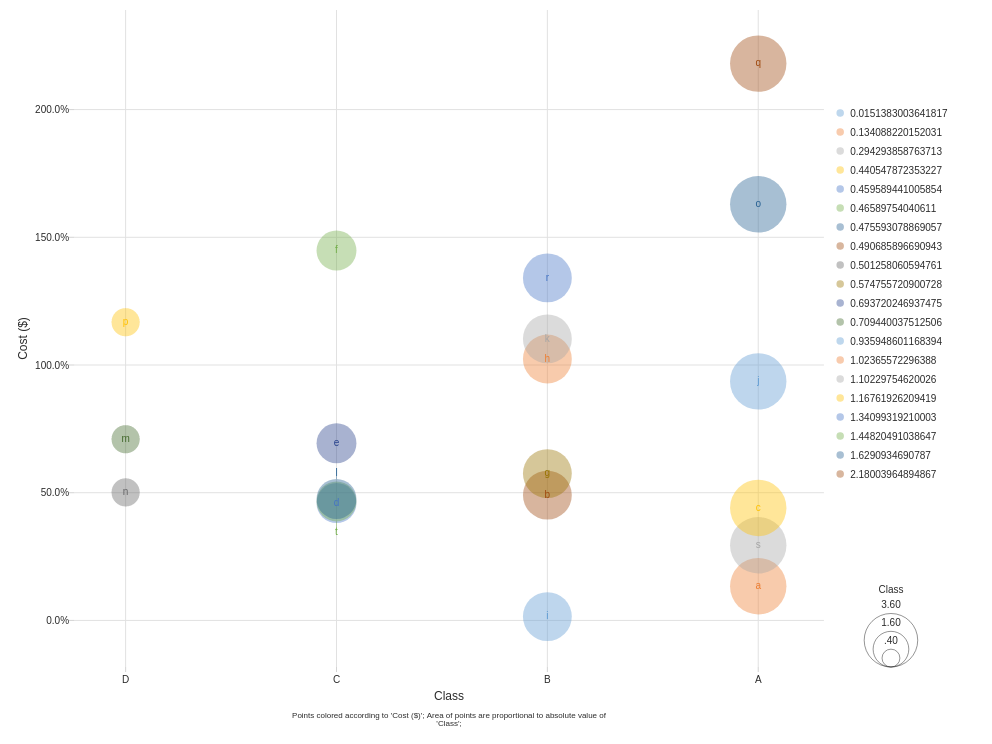 q
200.0%
0.0151383003641817
0.134088220152031
0.294293858763713
0.440547872353227
0.459589441005854
0.46589754040611
0.475593078869057
0.490685896690943
0.501258060594761
0.574755720900728
0.693720246937475
0.709440037512506
0.935948601168394
1.02365572296388
1.10229754620026
1.16761926209419
1.34099319210003
1.44820491038647
1.6290934690787
2.18003964894867
o
150.0%
f
r
p
k
h
100.0%
j
Cost ($)
m
e
l
g
n
50.0%
b
d
c
t
s
a
i
0.0%
Class
3.60
1.60
.40
D
C
B
A
Class
Points colored according to 'Cost ($)'; Area of points are proportional to absolute value of
'Class';